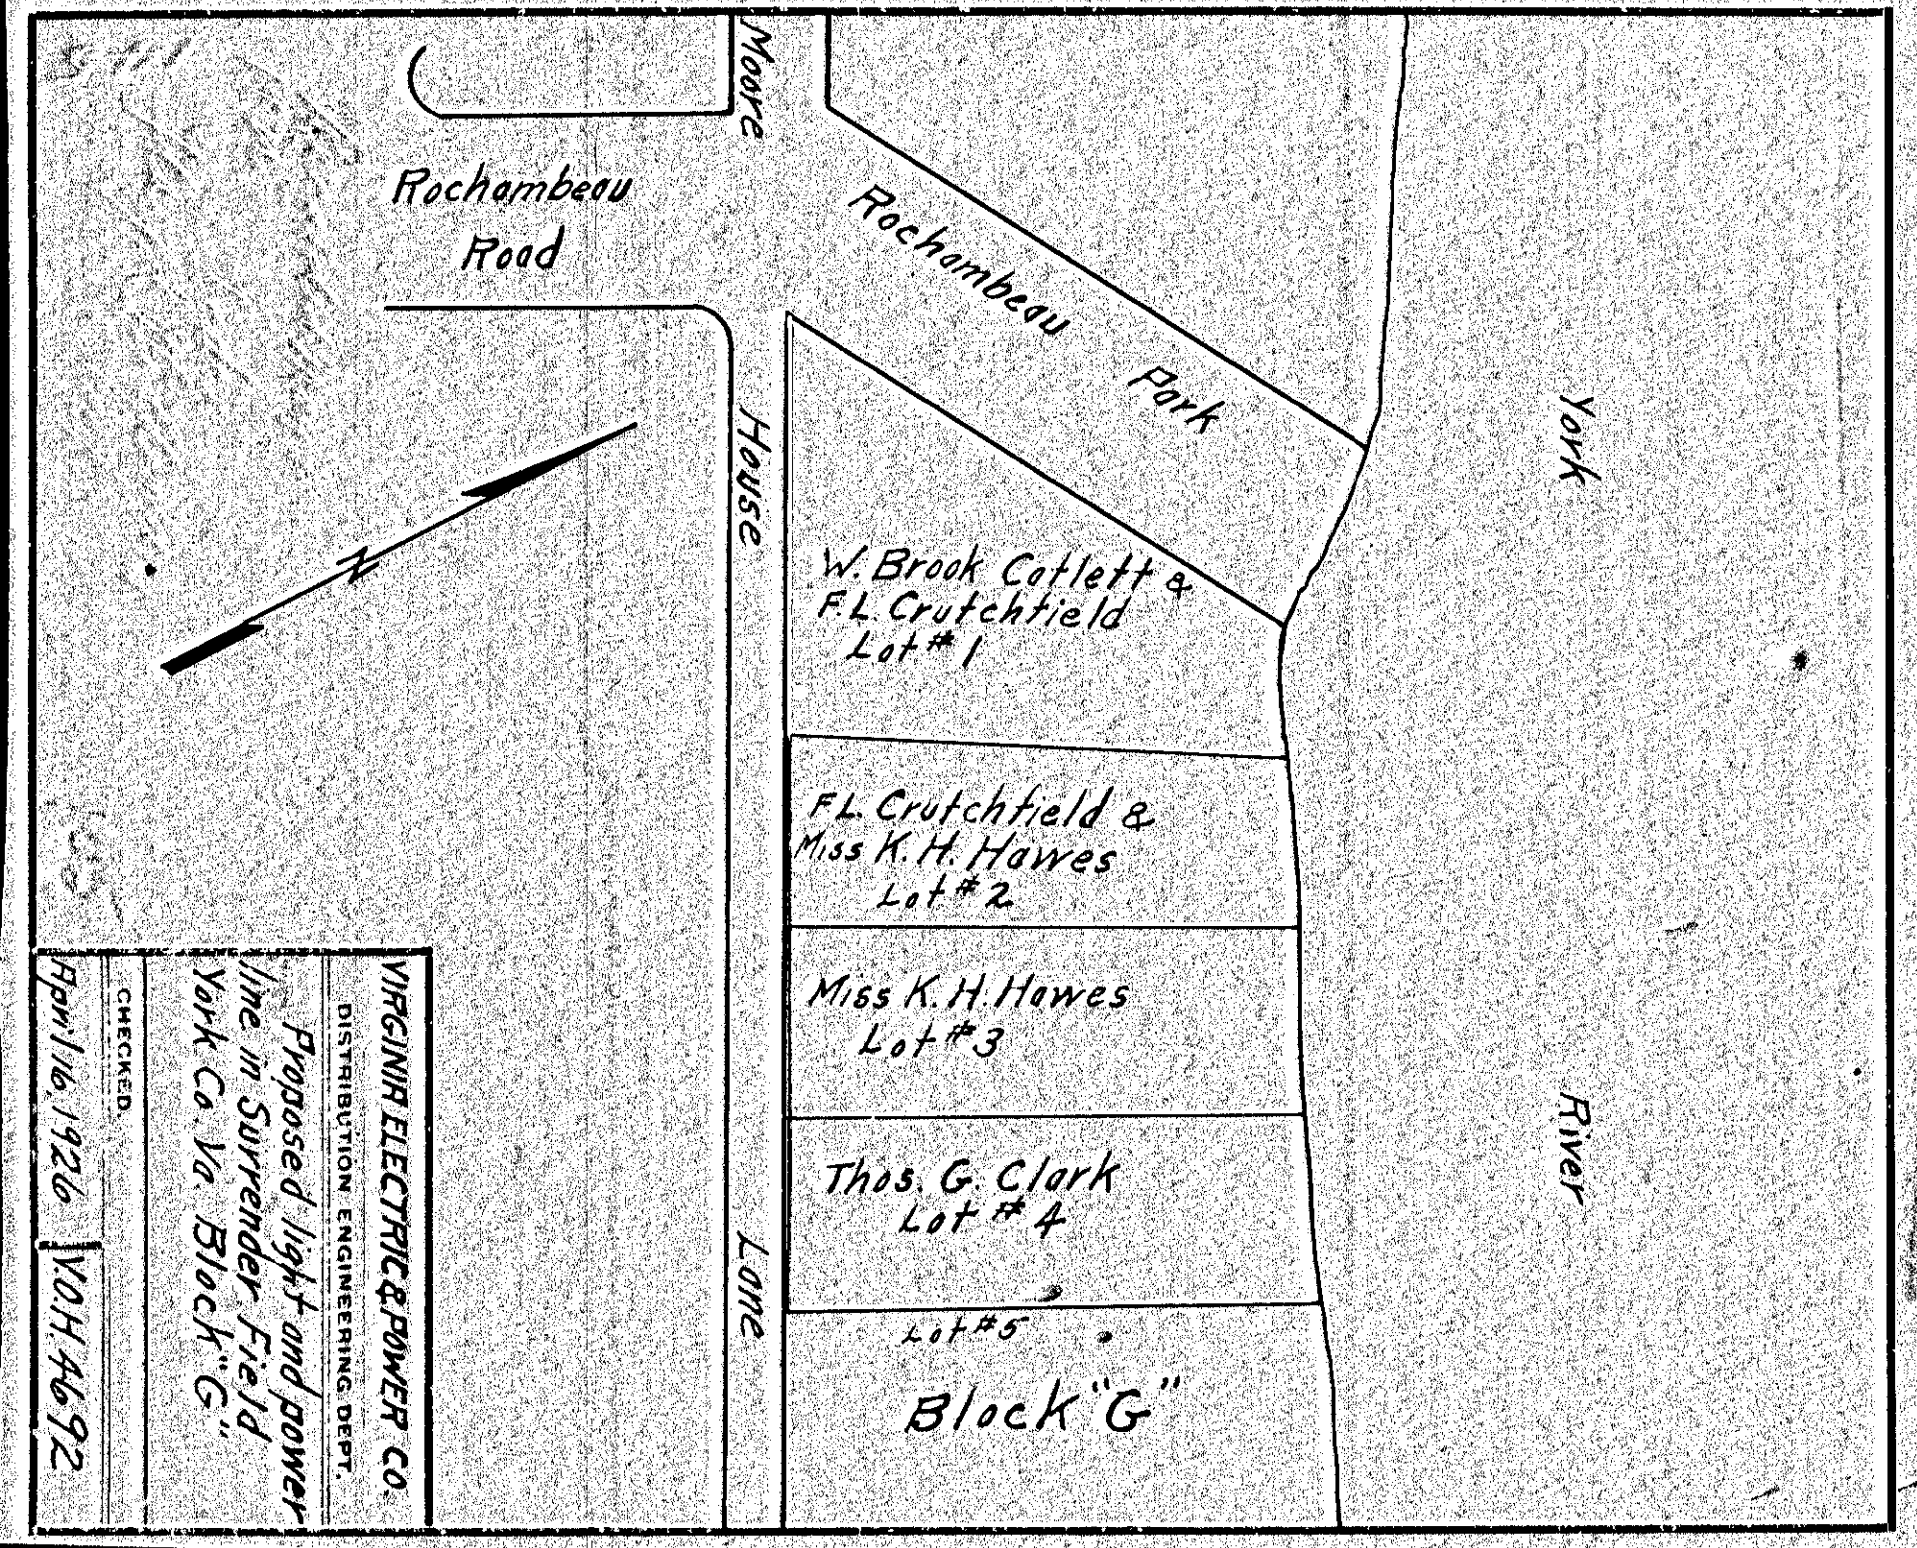 Moore House Lane
Rochambeau
Road
Rochambeau Park
York River
N
W. Brook Catlett &
F.L. Crutchfield
Lot # 1
F.L. Crutchfield &
Miss K. H. Hawes
Lot # 2
Miss K. H. Hawes
Lot # 3
Thos. G. Clark
Lot # 4
Lot #5
Block "G"
VIRGINIA ELECTRIC & POWER CO.
DISTRIBUTION ENGINEERING DEPT.
Proposed light and power
line in Surrender Field
York Co. Va. Block "G"
CHECKED
April 16, 1926